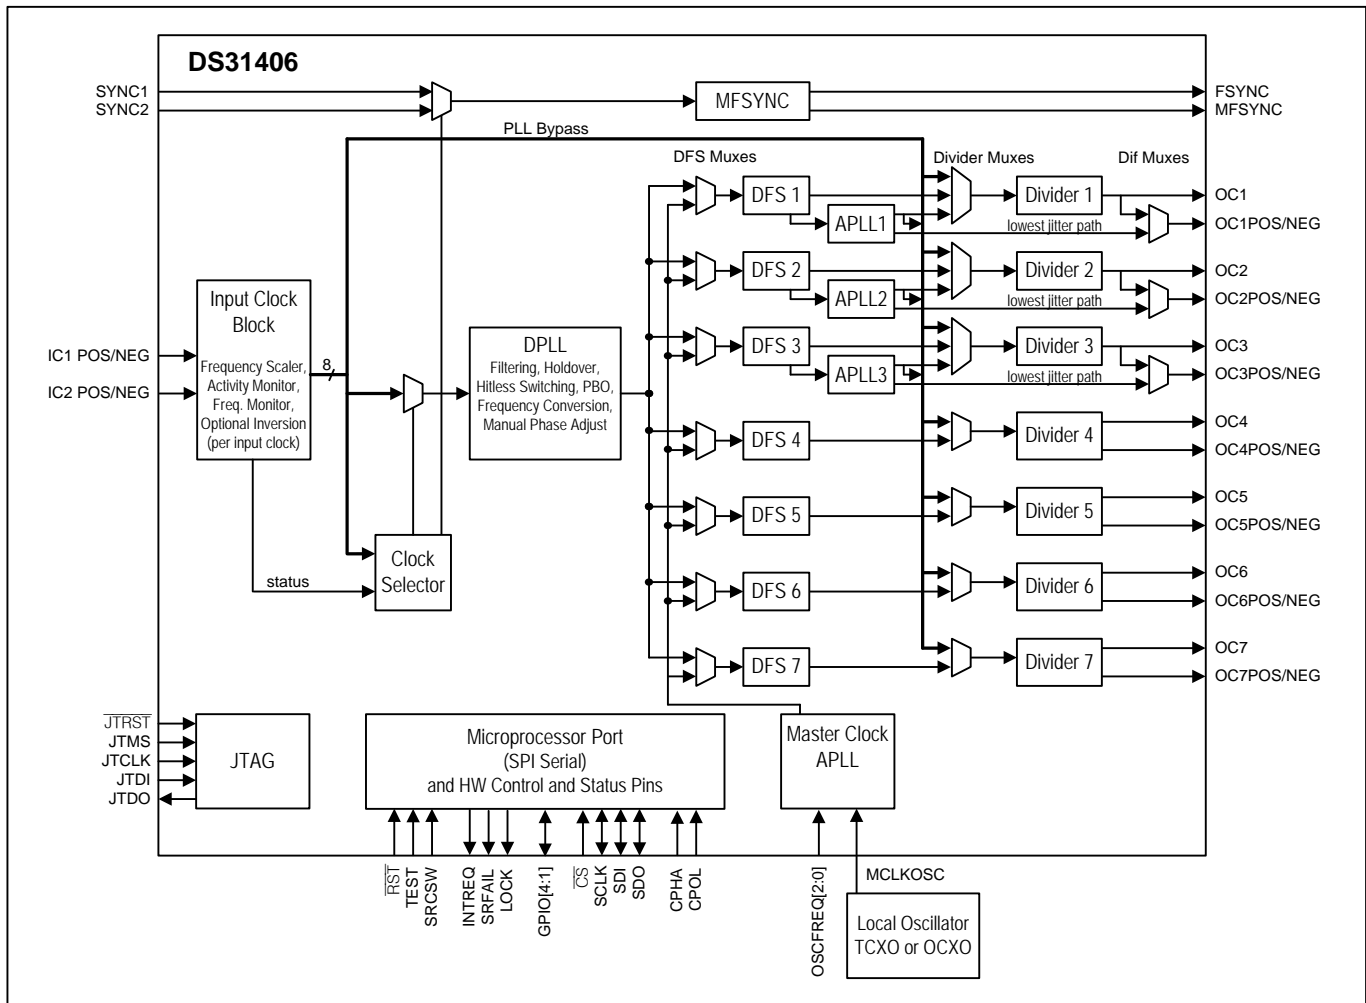 DS31406
SYNC1
SYNC2
MFSYNC
FSYNC
MFSYNC
PLL Bypass
DFS Muxes
Divider Muxes
Dif Muxes
DFS 1
Divider 1
OC1
APLL1
lowest jitter path
OC1POS/NEG
DFS 2
Divider 2
OC2
APLL2
lowest jitter path
OC2POS/NEG
Input Clock
Block
Frequency Scaler,
Activity Monitor,
Freq. Monitor,
Optional Inversion
(per input clock)
IC1 POS/NEG
IC2 POS/NEG
8
DPLL
Filtering, Holdover,
Hitless Switching, PBO,
Frequency Conversion,
Manual Phase Adjust
DFS 3
Divider 3
OC3
APLL3
lowest jitter path
OC3POS/NEG
DFS 4
Divider 4
OC4
OC4POS/NEG
DFS 5
Divider 5
OC5
OC5POS/NEG
Clock
Selector
status
DFS 6
Divider 6
OC6
OC6POS/NEG
DFS 7
Divider 7
OC7
OC7POS/NEG
JTRST
JTMS
JTCLK
JTDI
JTDO
JTAG
Microprocessor Port
(SPI Serial)
and HW Control and Status Pins
Master Clock
APLL
RST
TEST
SRCSW
INTREQ
SRFAIL
LOCK
GPIO[4:1]
CS
SCLK
SDI
SDO
CPHA
CPOL
OSCFREQ[2:0]
MCLKOSC
Local Oscillator
TCXO or OCXO